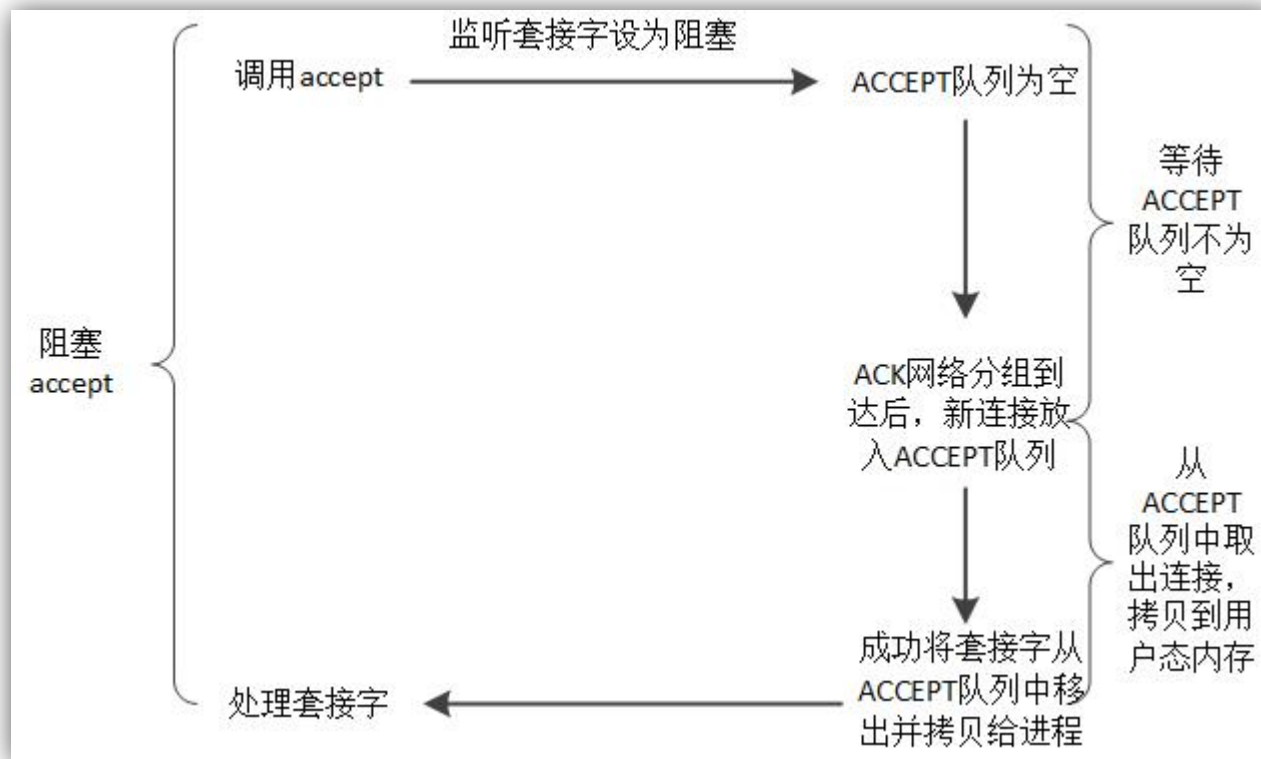 监听套接字设为阻塞
调用accept
ACCEPT队列为空
等待
ACCEPT
队列不为
空
阻塞
accept
ACK网络分组到
达后，新连接放
入ACCEPT队列
从
ACCEPT
队列中取
出连接，
拷贝到用
户态内存
成功将套接字从
ACCEPT队列中移
出并拷贝给进程
处理套接字